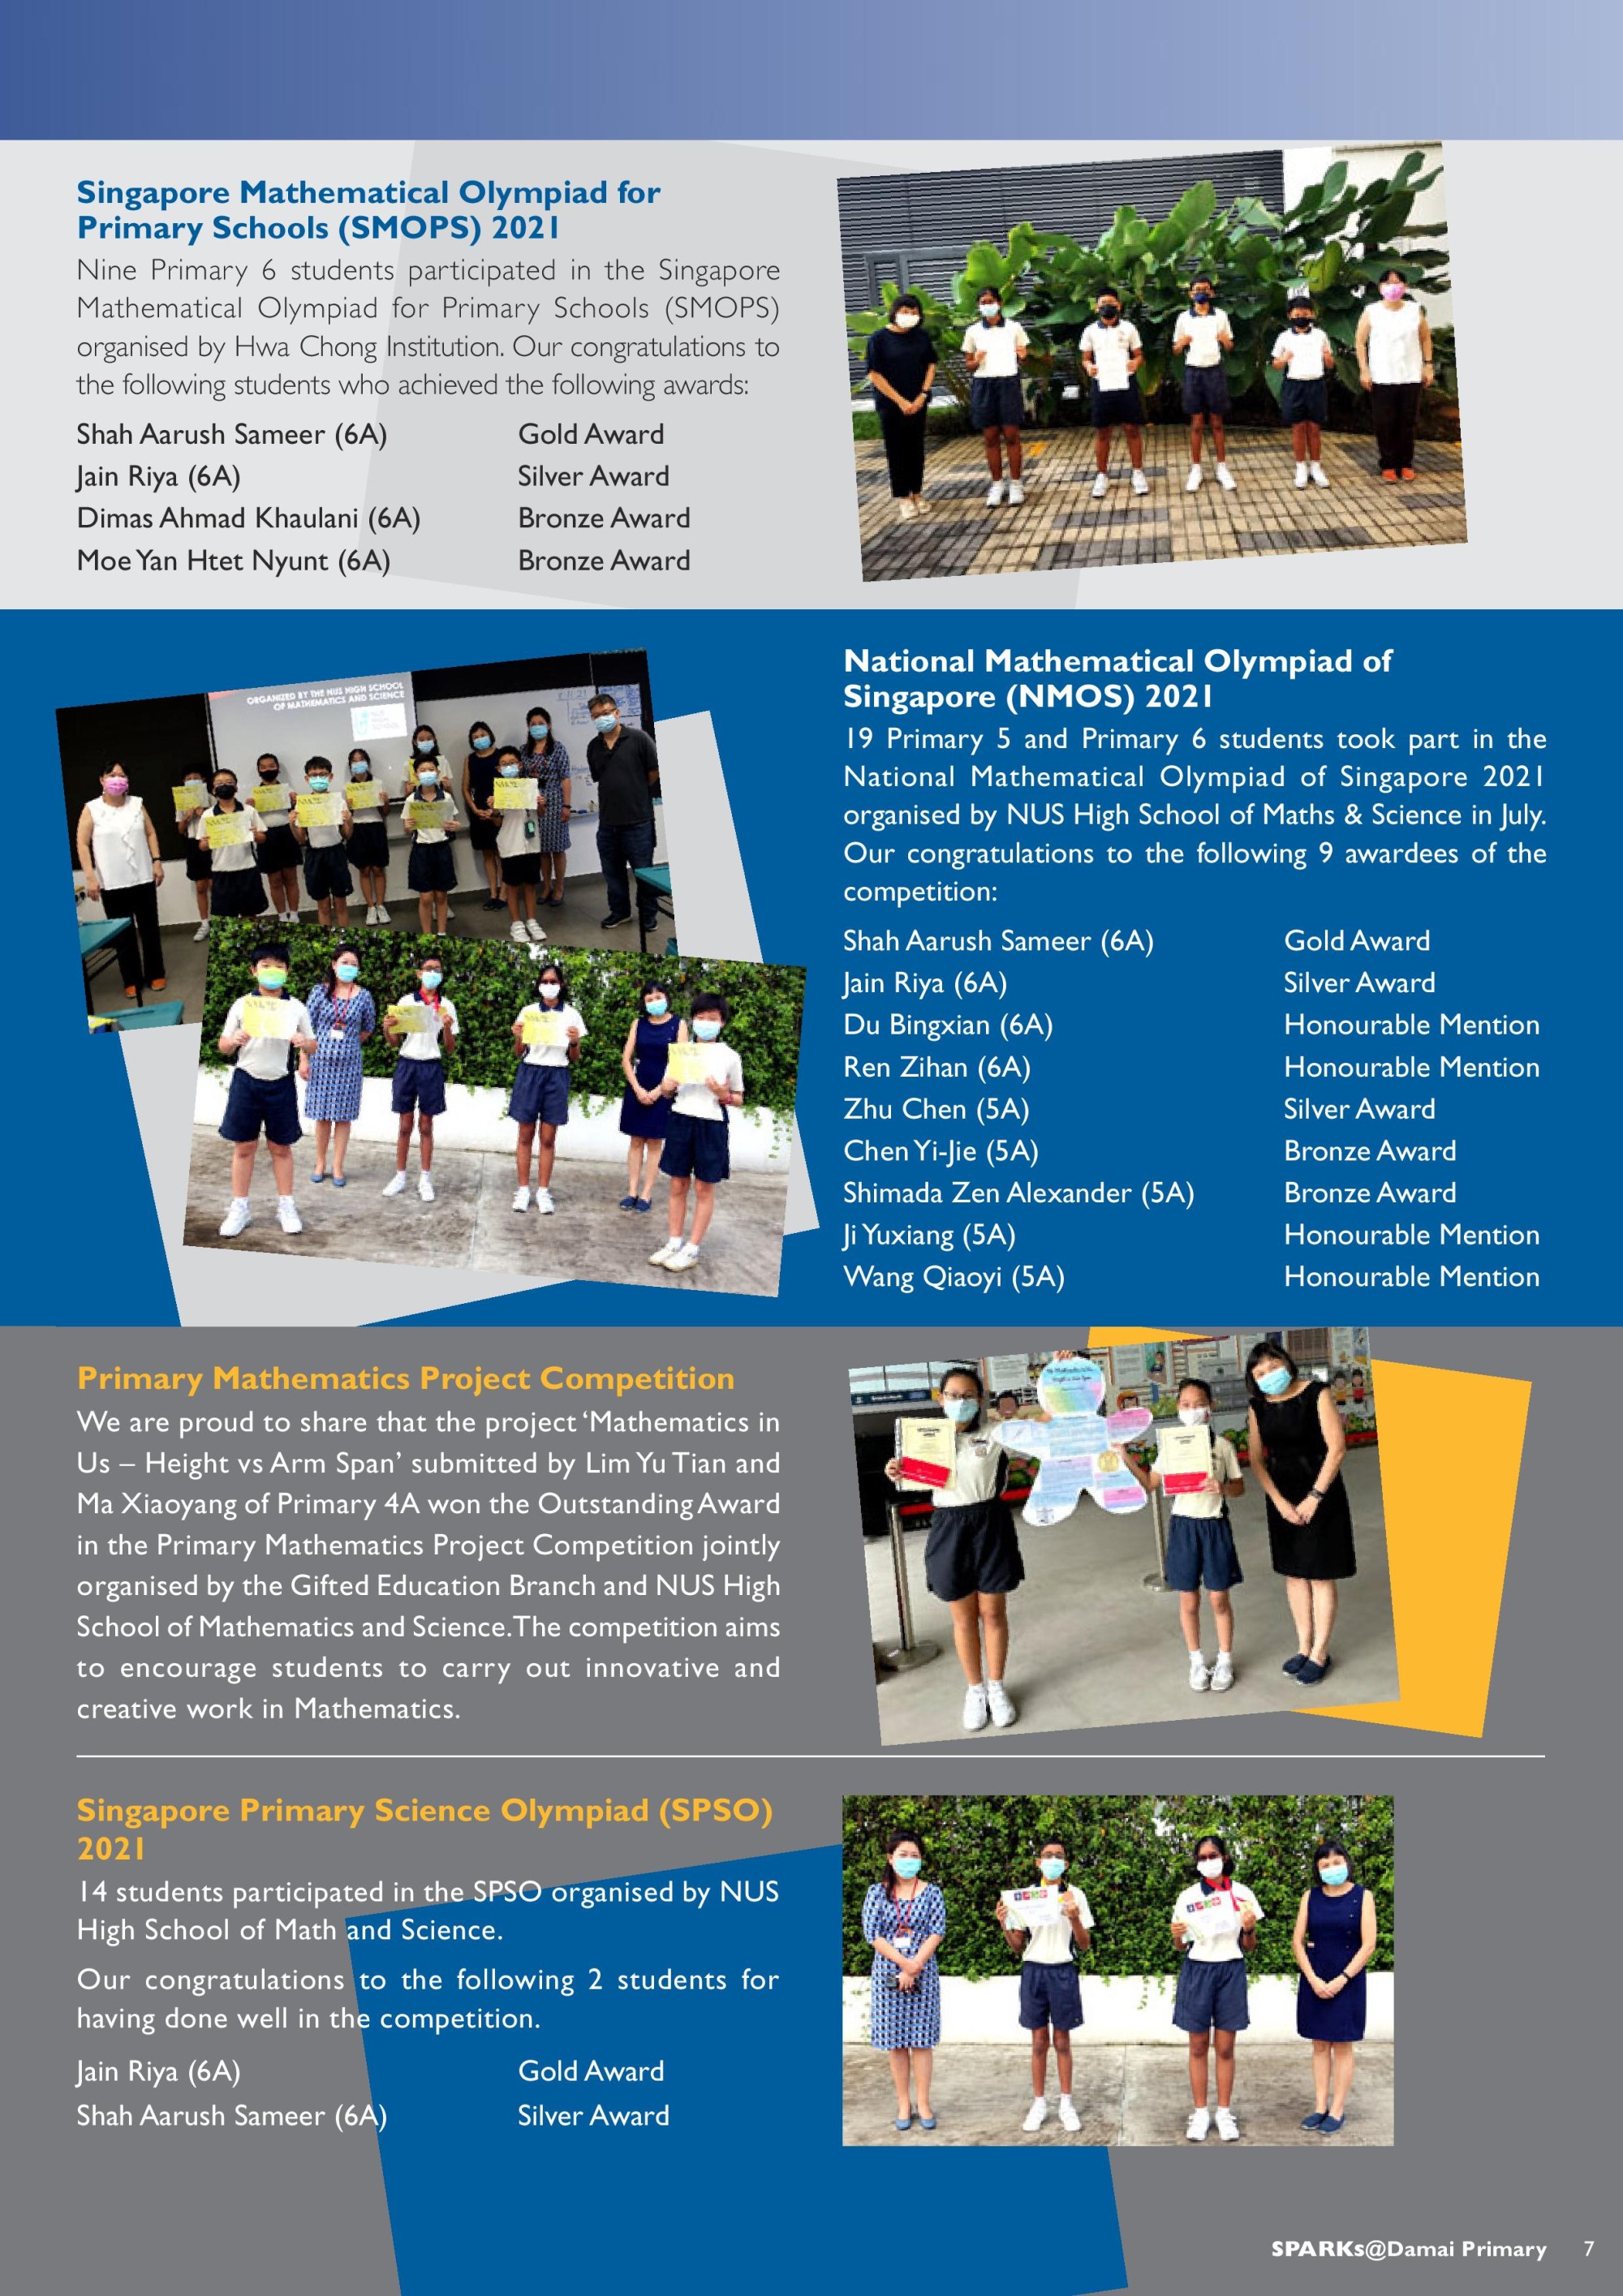 Singapore Mathematical Olympiad for
Primary Schools (SMOPS) 2021
Nine Primary 6 students participated in the Singapore
Mathematical Olympiad for Primary Schools (SMOPS)
organised by Hwa Chong Institution. Our congratulations to
the following students who achieved the following awards:
Shah Aarush Sameer (6A) Gold Award
Jain Riya (6A) Silver Award
Dimas Ahmad Khaulani (6A) Bronze Award
Moe Yan Htet Nyunt (6A) Bronze Award
ORGANIZED BY THE NUS HIGH SCHOOL
OF MATHEMATICS AND SCIENCE
National Mathematical Olympiad of
Singapore (NMOS) 2021
19 Primary 5 and Primary 6 students took part in the
National Mathematical Olympiad of Singapore 2021
organised by NUS High School of Maths & Science in July.
Our congratulations to the following 9 awardees of the
competition:
Shah Aarush Sameer (6A) Gold Award
Jain Riya (6A) Silver Award
Du Bingxian (6A) Honourable Mention
Ren Zihan (6A) Honourable Mention
Zhu Chen (5A) Silver Award
Chen Yi-Jie (5A) Bronze Award
Shimada Zen Alexander (5A) Bronze Award
Ji Yuxiang (5A) Honourable Mention
Wang Qiaoyi (5A) Honourable Mention
Primary Mathematics Project Competition
We are proud to share that the project ‘Mathematics in
Us – Height vs Arm Span’ submitted by Lim Yu Tian and
Ma Xiaoyang of Primary 4A won the Outstanding Award
in the Primary Mathematics Project Competition jointly
organised by the Gifted Education Branch and NUS High
School of Mathematics and Science. The competition aims
to encourage students to carry out innovative and
creative work in Mathematics.
Singapore Primary Science Olympiad (SPSO)
2021
14 students participated in the SPSO organised by NUS
High School of Math and Science.
Our congratulations to the following 2 students for
having done well in the competition.
Jain Riya (6A) Gold Award
Shah Aarush Sameer (6A) Silver Award
SPARKs@Damai Primary 7